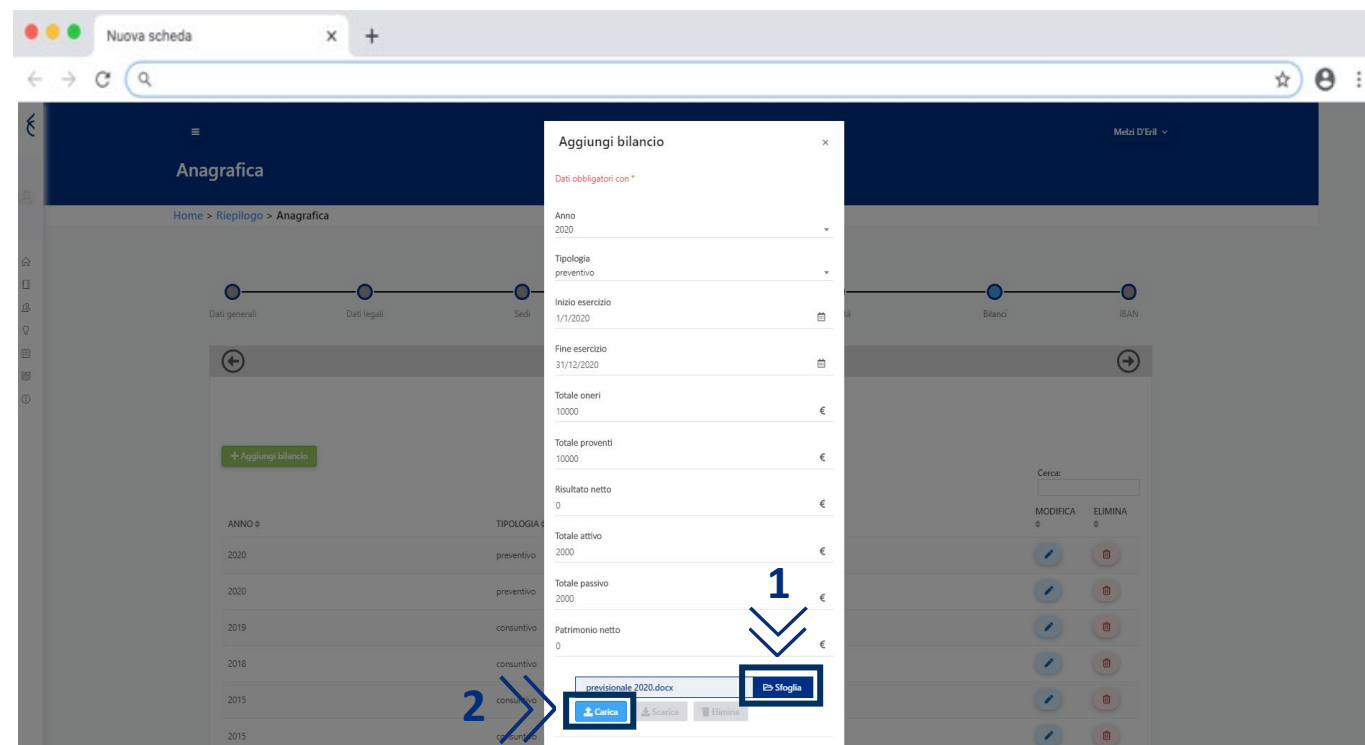 Nuova scheda
Melzi D'Eril
Anagrafica
Home > Riepilogo > Anagrafica
Dati generali
Dati legali
Sedi
Bilanci
IBAN
+ Aggiungi bilancio
Cerca:
ANNO
TIPOLOGIA
MODIFICA
ELIMINA
2020 preventivo
2020 preventivo
2019 consuntivo
2018 consuntivo
2015 consuntivo
2015 consuntivo
Aggiungi bilancio ×
Dati obbligatori con *
Anno
2020
Tipologia
preventivo
Inizio esercizio
1/1/2020
Fine esercizio
31/12/2020
Totale oneri
10000 €
Totale proventi
10000 €
Risultato netto
0 €
Totale attivo
2000 €
Totale passivo
2000 €
Patrimonio netto
0 €
1
previsionale 2020.docx Sfoglia
2
Carica Scarica Elimina